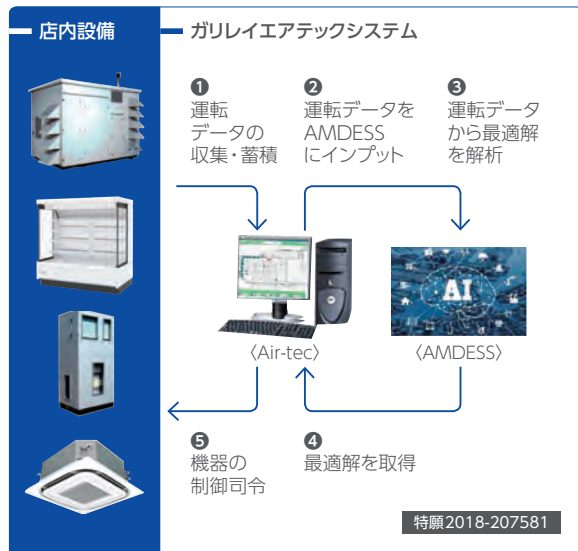 店内設備
ガリレイエアテックシステム
❶
運転
データの
収集・蓄積
❷
運転データを
AMDESS
にインプット
❸
運転データ
から最適解
を解析
AI
〈Air-tec〉
〈AMDESS〉
❺
機器の
制御司令
❹
最適解を取得
特願2018-207581